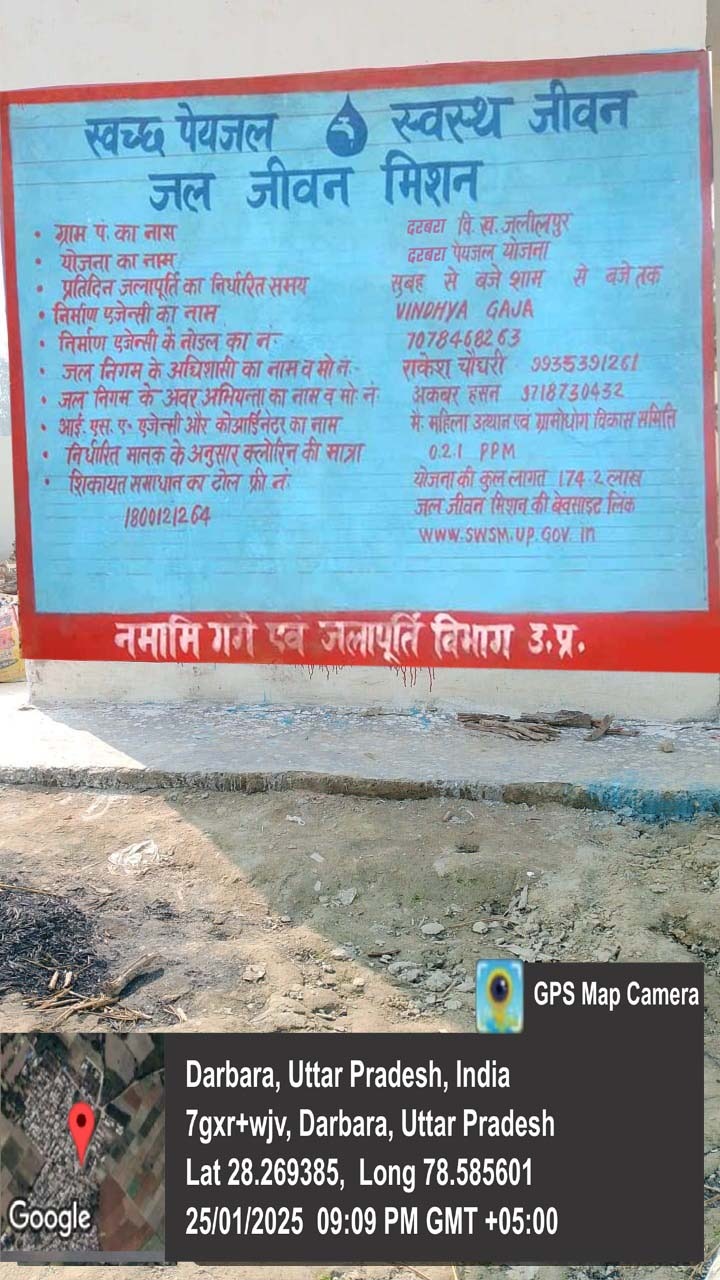 स्वच्छ पेयजल स्वस्थ जीवन
जल जीवन मिशन
• ग्राम पं. का नाम दरबरा वि. ख. जलीलपुर
• योजना का नाम दरबरा पेयजल योजना
• प्रतिदिन जलापूर्ति का निर्धारित समय सुबह से बजे शाम से बजे तक
• निर्माण एजेन्सी का नाम VINDHYA GAJA
• निर्माण एजेन्सी के नोडल का नं- 7078468263
• जल निगम के अधिशासी का नाम व मो. नं- राकेश चौधरी 9935391261
• जल निगम के अवर अभियन्ता का नाम व मो. नं अकबर हसन 9718730432
• आई. एस. ए- एजेन्सी और कोआर्डिनेटर का नाम मै. महिला उत्थान एवं ग्रामोधोग विकास समिति
• निर्धारित मानक के अनुसार क्लोरिन की मात्रा 0.2.1 PPM
• शिकायत समाधान का टोल फ्री नं- योजना की कुल लागत 174.2 लाख
1800121264 जल जीवन मिशन की बेवसाइट लिंक
www.SWSM.UP.GOV.in
नमामि गंगे एवं जलापूर्ति विभाग उ.प्र.
GPS Map Camera
Darbara, Uttar Pradesh, India
7gxr+wjv, Darbara, Uttar Pradesh
Lat 28.269385, Long 78.585601
25/01/2025 09:09 PM GMT +05:00
Google